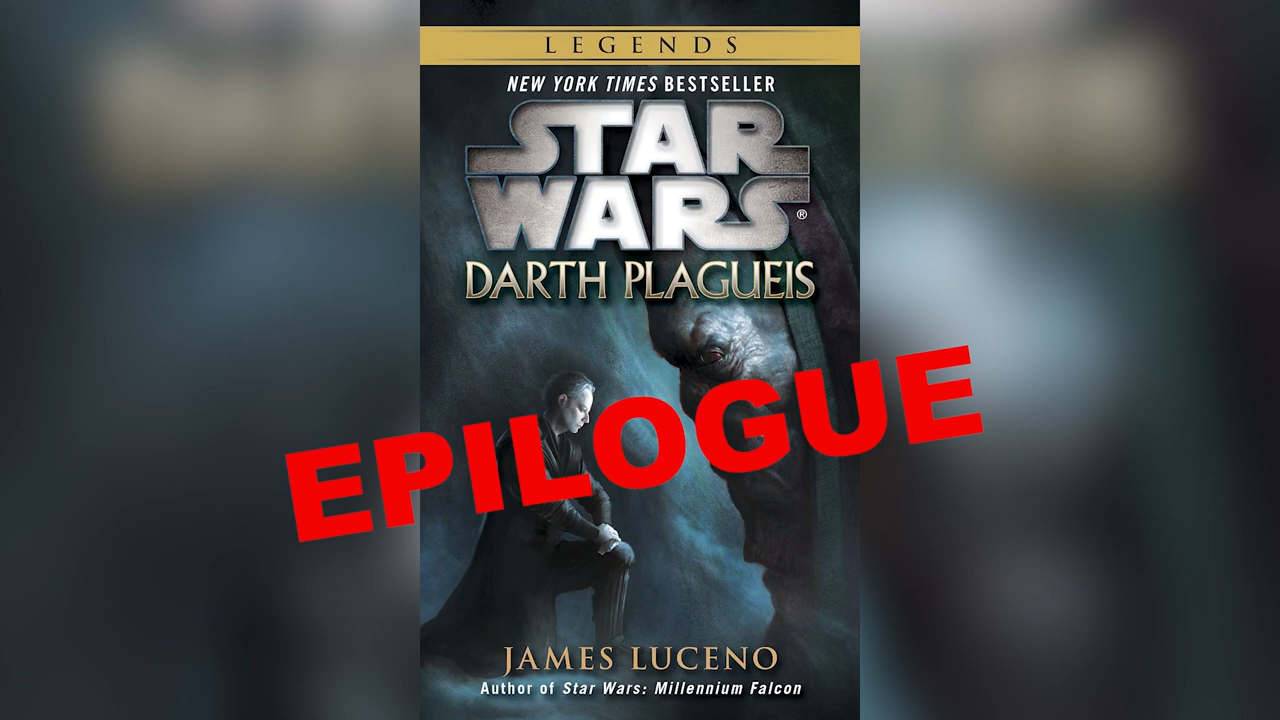 LEGENDS
NEW YORK TIMES BESTSELLER
STAR
WARS®
DARTH PLAGUEIS
EPILOGUE
JAMES LUCENO
Author of Star Wars: Millennium Falcon